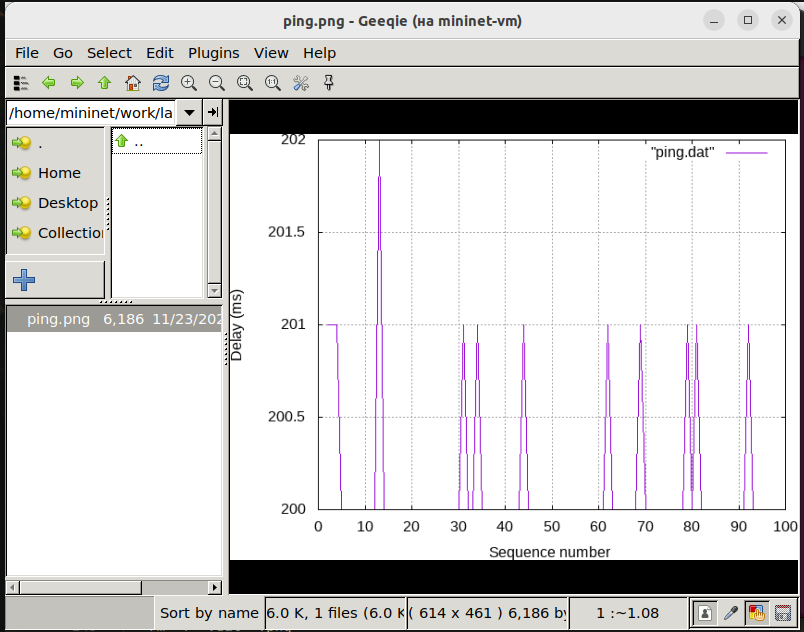 ping.png - Geeqie (на mininet-vm)
File Go Select Edit Plugins View Help
/home/mininet/work/la
.
Home
Desktop
Collection
..
ping.png 6,186 11/23/202
202
201.5
201
200.5
200
Delay (ms)
"ping.dat"
0 10 20 30 40 50 60 70 80 90 100
Sequence number
Sort by name 6.0 K, 1 files (6.0 K ( 614 x 461 ) 6,186 by 1 :~1.08